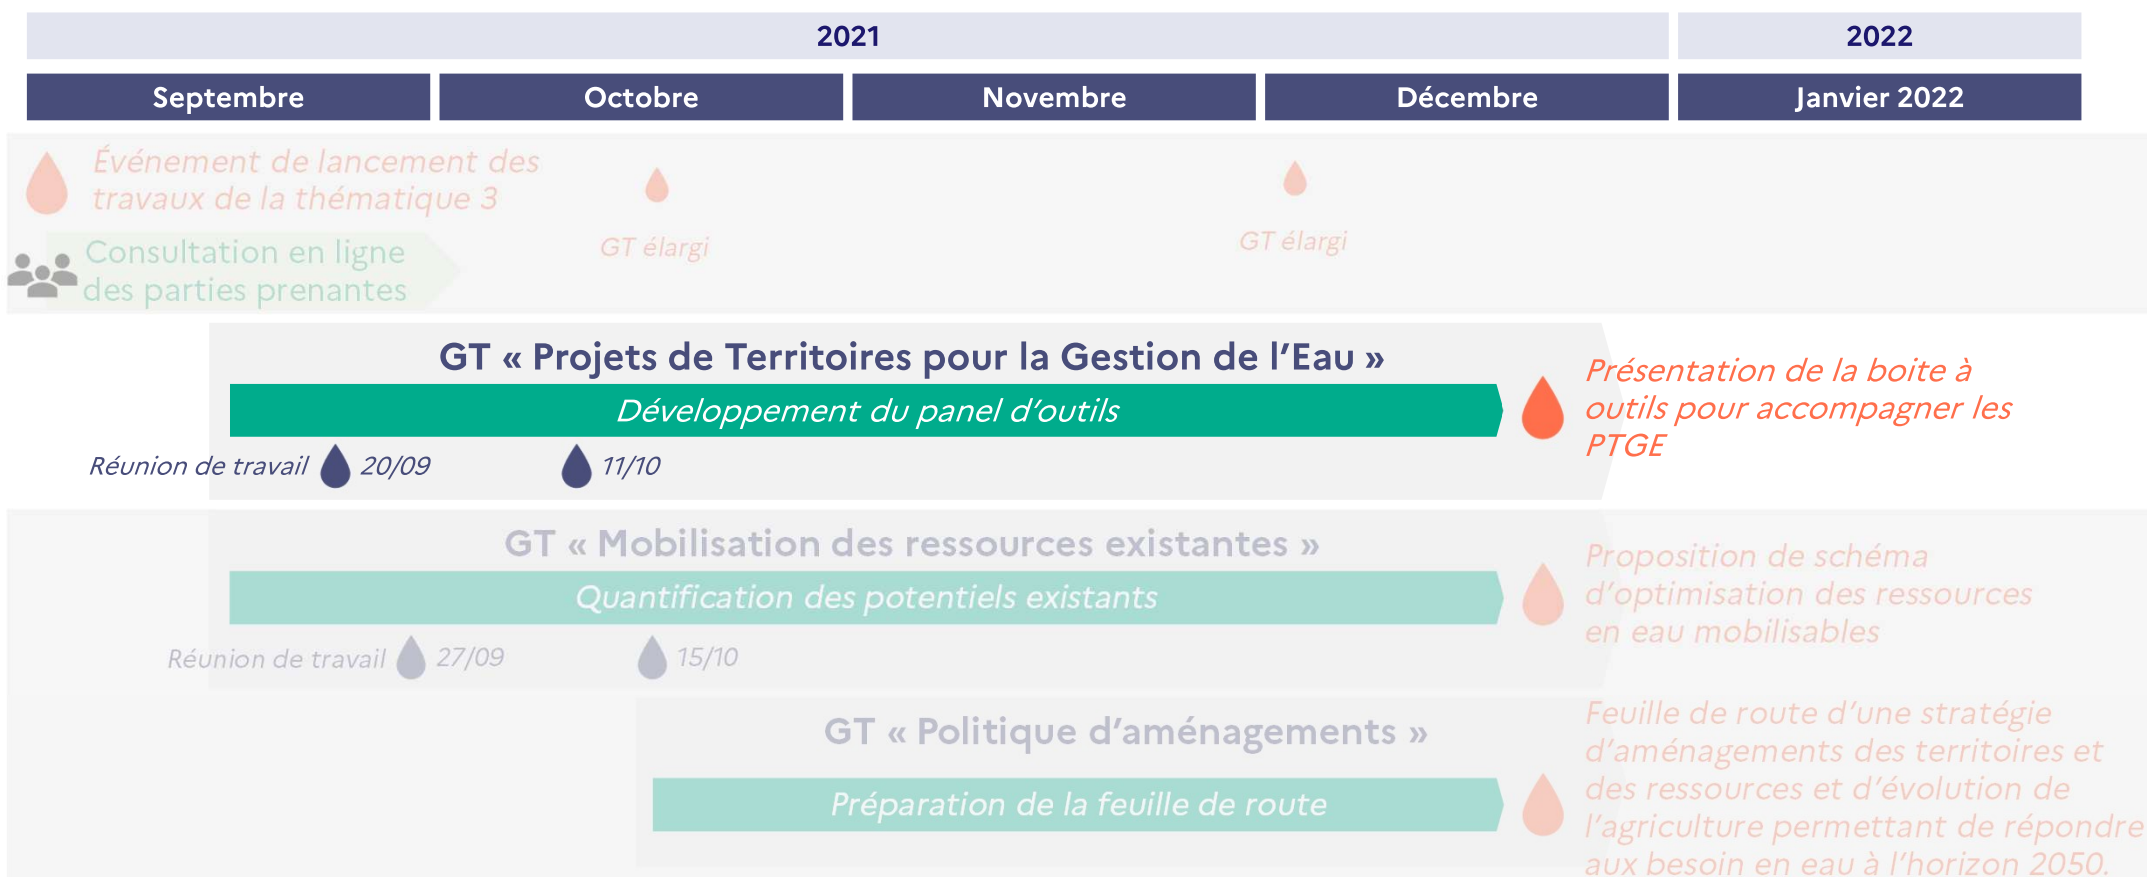 2021
2022
Septembre
Octobre
Novembre
Décembre
Janvier 2022
Événement de lancement des
travaux de la thématique 3
GT élargi
GT élargi
Consultation en ligne
des parties prenantes
GT « Projets de Territoires pour la Gestion de l’Eau »
Développement du panel d’outils
Réunion de travail
20/09
11/10
Présentation de la boite à
outils pour accompagner les
PTGE
GT « Mobilisation des ressources existantes »
Quantification des potentiels existants
Réunion de travail
27/09
15/10
Proposition de schéma
d’optimisation des ressources
en eau mobilisables
GT « Politique d’aménagements »
Préparation de la feuille de route
Feuille de route d’une stratégie
d’aménagements des territoires et
des ressources et d’évolution de
l’agriculture permettant de répondre
aux besoin en eau à l’horizon 2050.